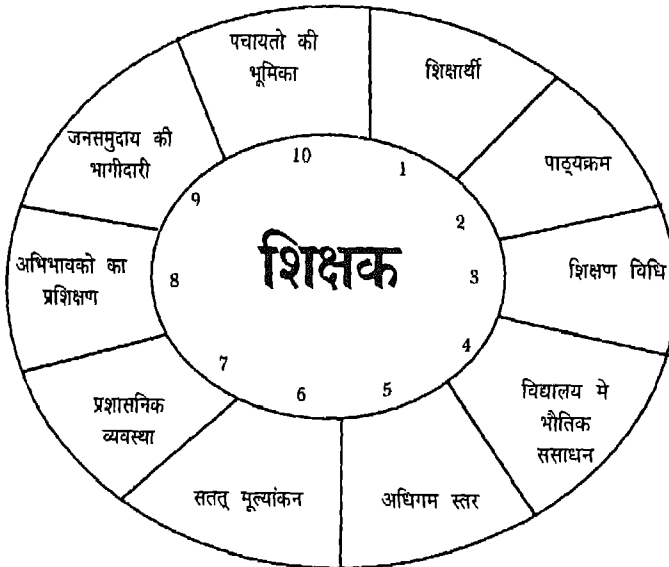 पचायतो की
भूमिका
शिक्षार्थी
जनसमुदाय की
भागीदारी
पाठ्यक्रम
10
1
9
2
शिक्षक
अभिभावको का
प्रशिक्षण
8
3
शिक्षण विधि
7
4
6
5
प्रशासनिक
व्यवस्था
विद्यालय मे
भौतिक
ससाधन
सतत् मूल्यांकन
अधिगम स्तर